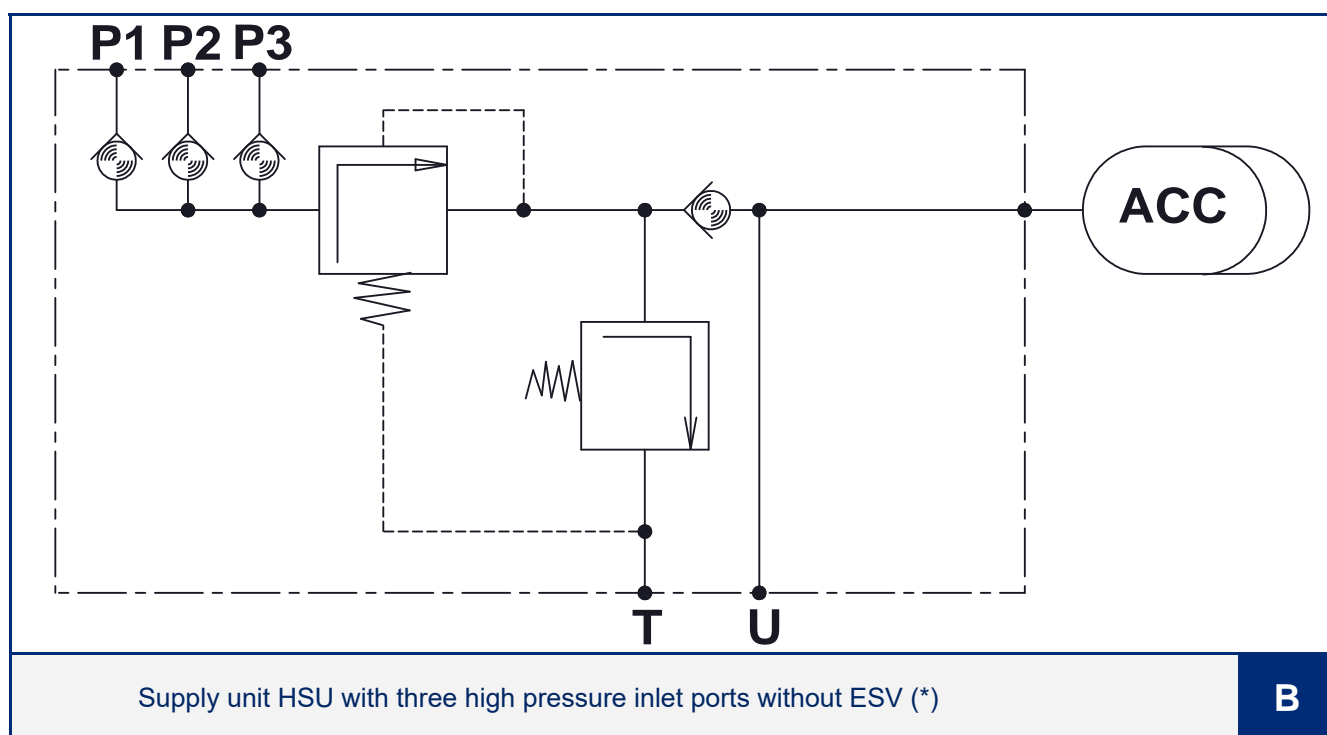 P1 P2 P3
ACC
T U
Supply unit HSU with three high pressure inlet ports without ESV (*)
B